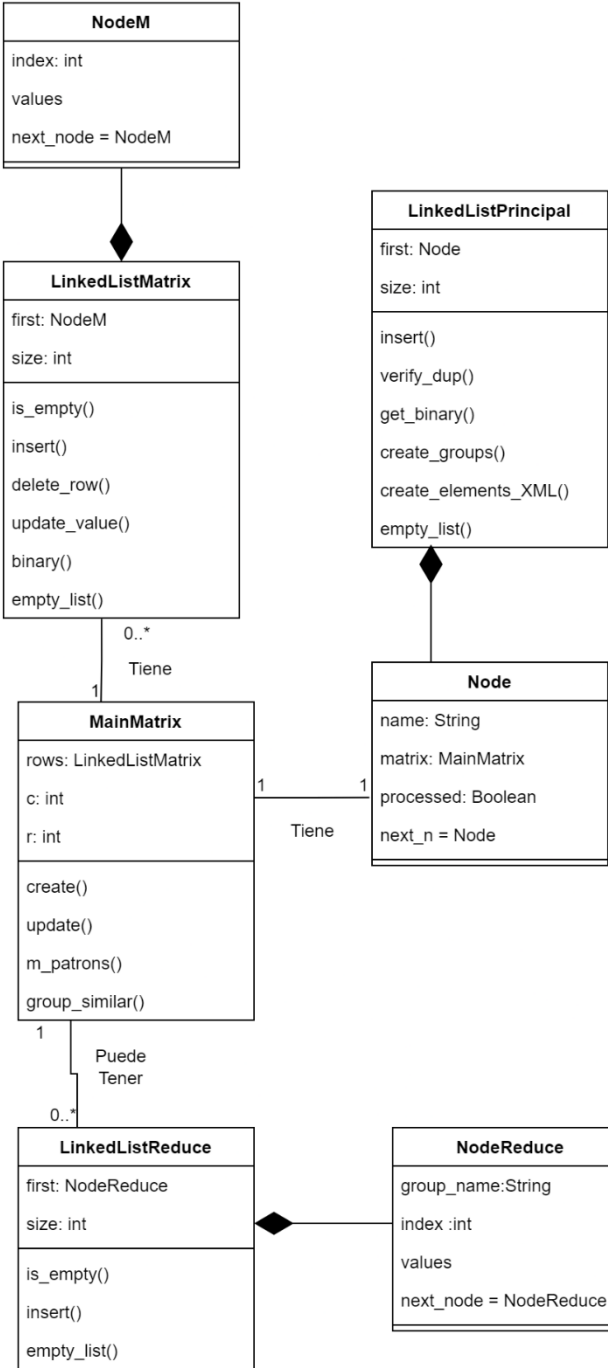 NodeM
index: int
values
next_node = NodeM
LinkedListMatrix
first: NodeM
size: int
is_empty()
insert()
delete_row()
update_value()
binary()
empty_list()
0..*
Tiene
1
LinkedListPrincipal
first: Node
size: int
insert()
verify_dup()
get_binary()
create_groups()
create_elements_XML()
empty_list()
MainMatrix
rows: LinkedListMatrix
c: int
r: int
create()
update()
m_patrons()
group_similar()
1
1
Tiene
Node
name: String
matrix: MainMatrix
processed: Boolean
next_n = Node
1
Puede
Tener
0..*
LinkedListReduce
first: NodeReduce
size: int
is_empty()
insert()
empty_list()
NodeReduce
group_name:String
index :int
values
next_node = NodeReduce